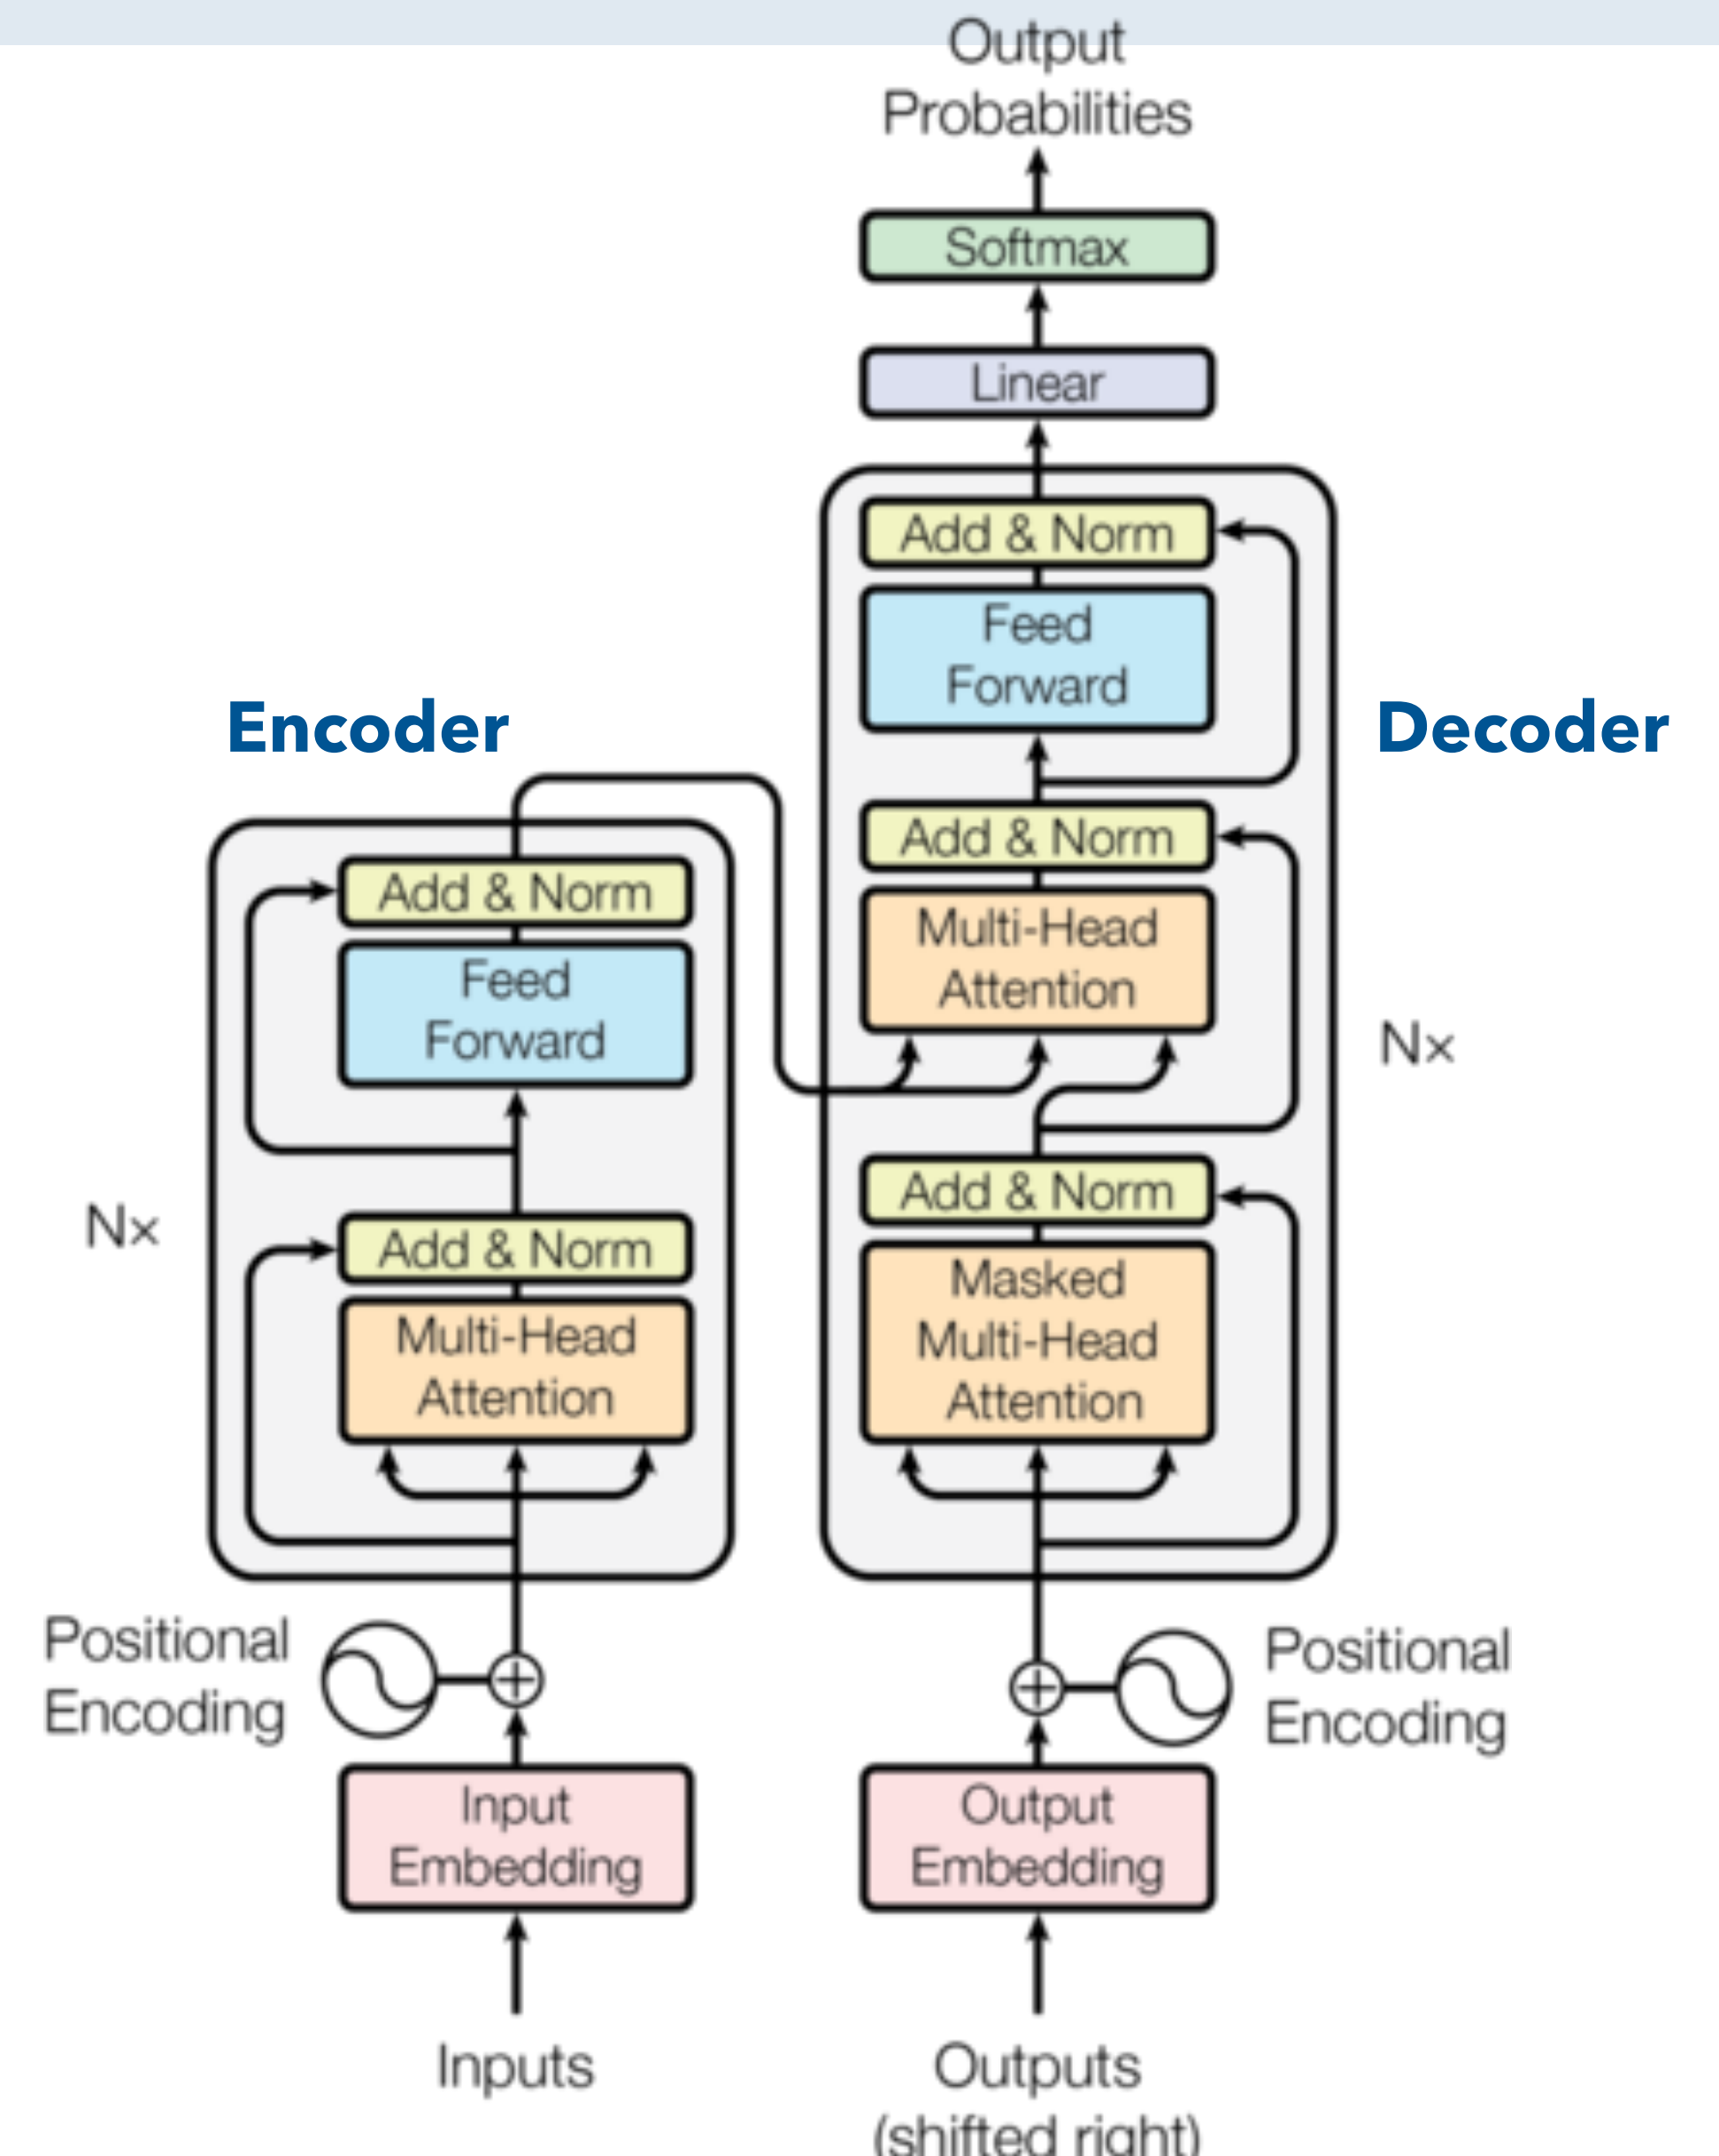 Output
Probabilities
Softmax
Linear
Add & Norm
Feed
Forward
Add & Norm
Multi-Head
Attention
Add & Norm
Masked
Multi-Head
Attention
Decoder
N×
Positional
Encoding
Output
Embedding
Outputs
(shifted right)
Encoder
Add & Norm
Feed
Forward
Add & Norm
Multi-Head
Attention
N×
Positional
Encoding
Input
Embedding
Inputs